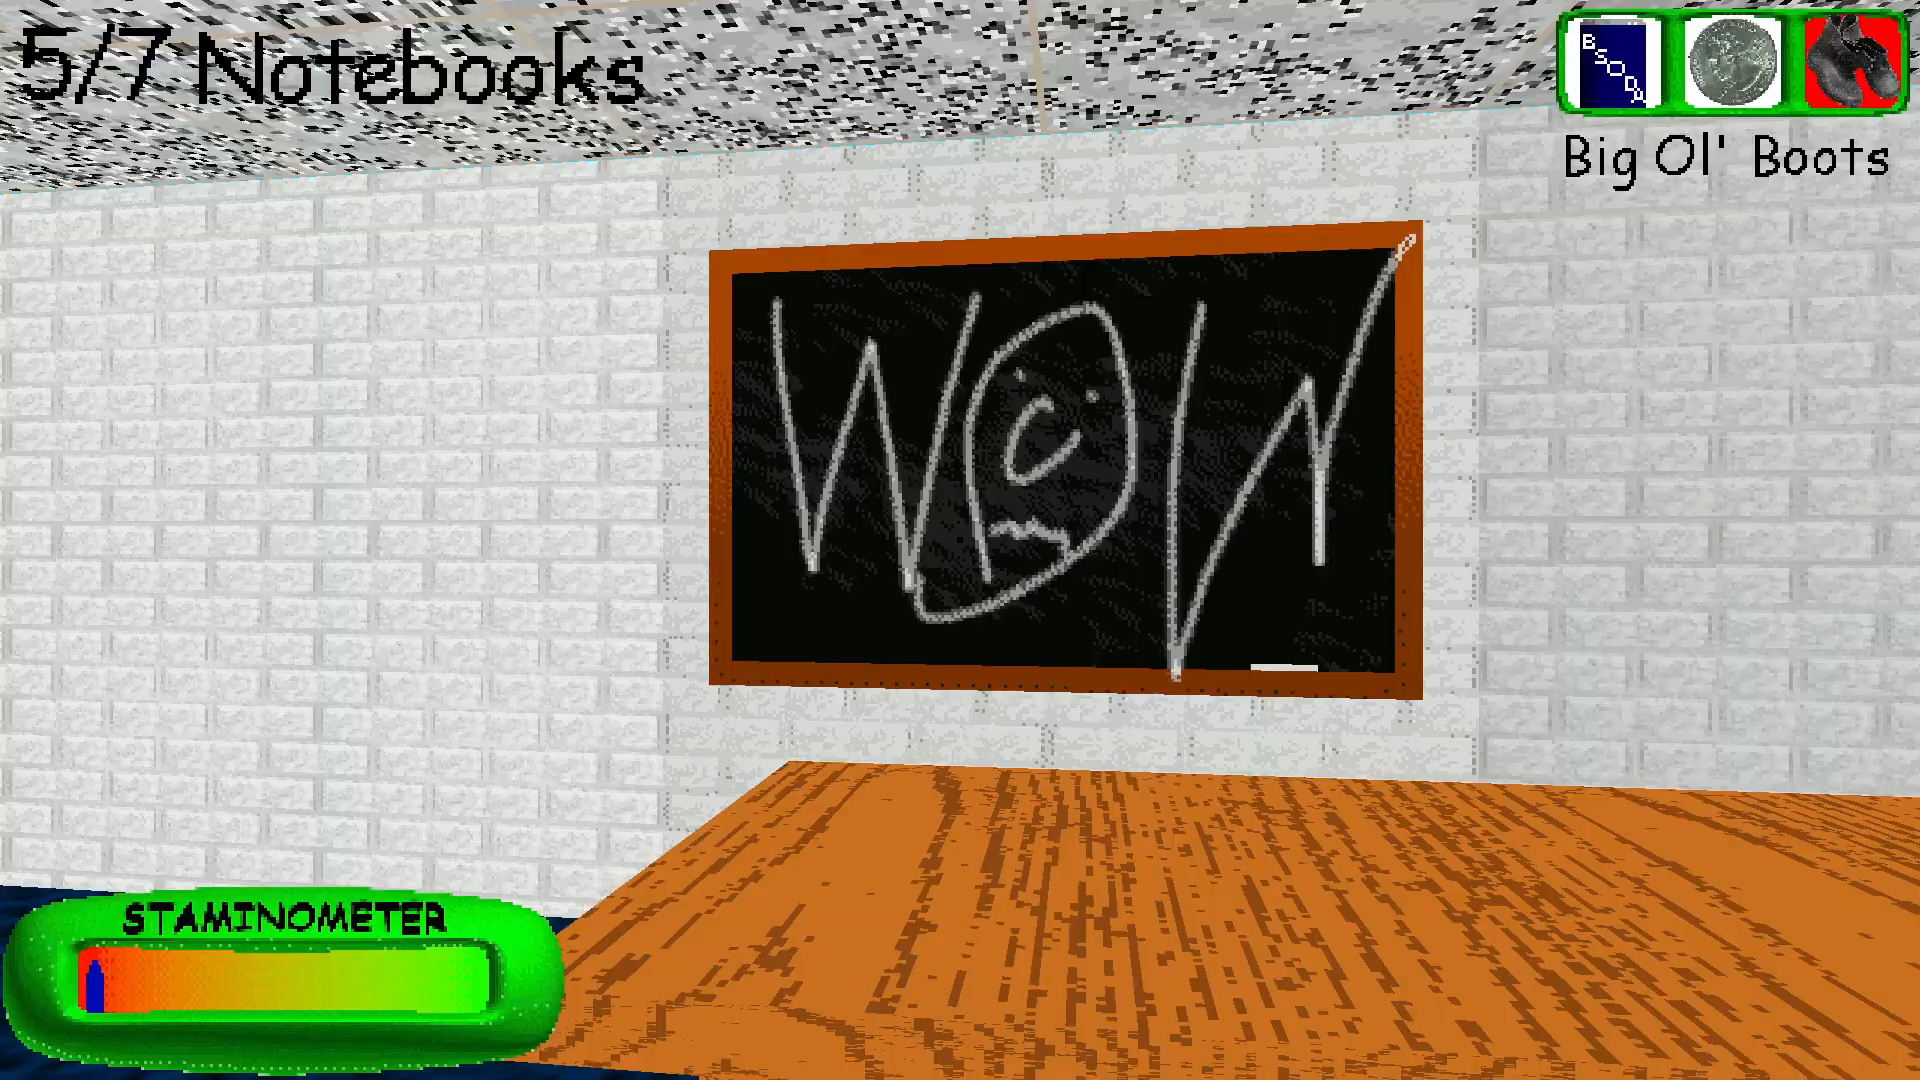 5/7 Notebooks
BSODA
Big Ol' Boots
WOW
STAMINOMETER